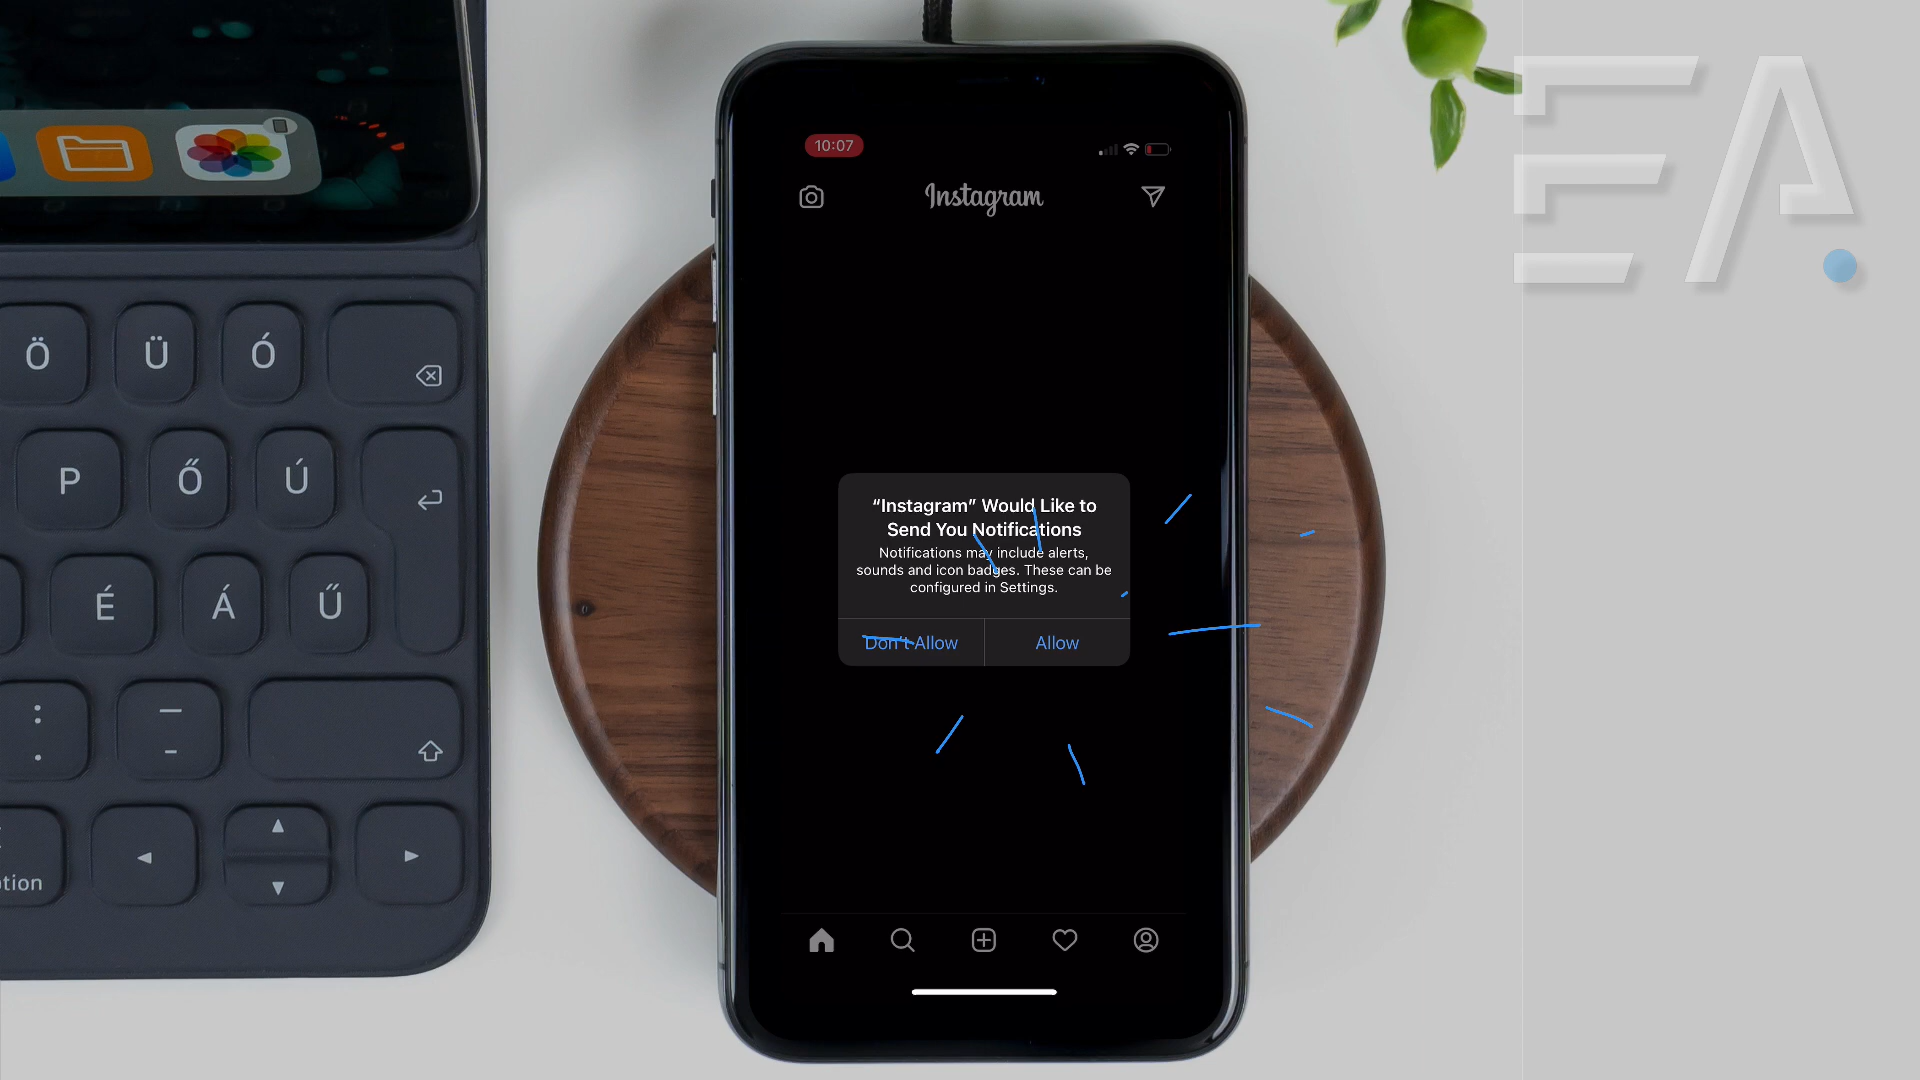 EA.
10:07
Instagram
Ö Ü Ó
P Ő Ú
“Instagram” Would Like to
Send You Notifications
Notifications may include alerts,
sounds and icon badges. These can be
configured in Settings.
É Á Ű
Don't Allow
Allow
:
.
—
-